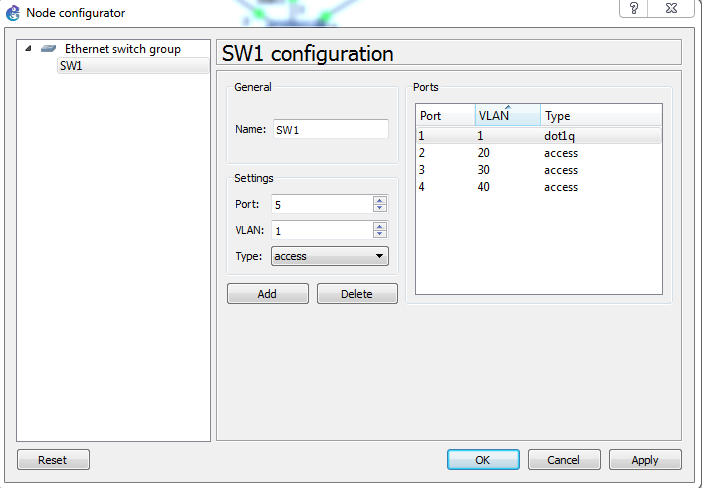 Node configurator
?
Ethernet switch group
SW1
SW1 configuration
General
Name: SW1
Settings
Port: 5
VLAN: 1
Type: access
Add Delete
Ports
Port VLAN Type
1 1 dot1q
2 20 access
3 30 access
4 40 access
Reset OK Cancel Apply